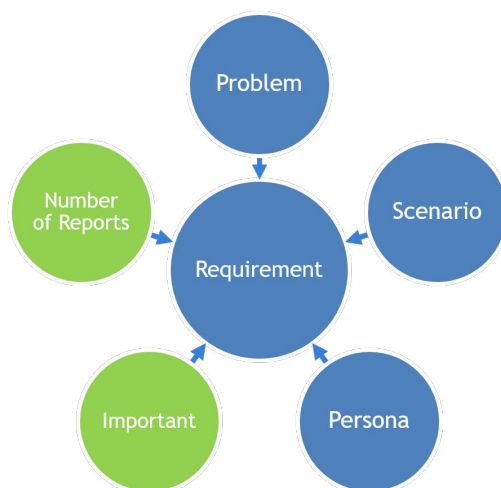 Problem
Number
of Reports
Scenario
Requirement
Important
Persona